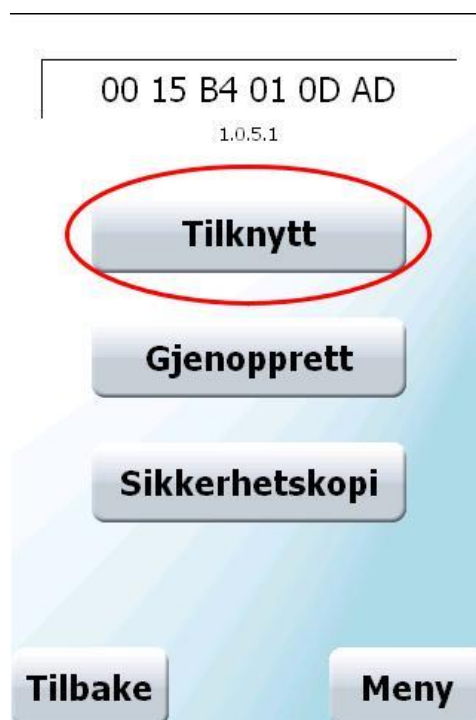 00 15 B4 01 0D AD
1.0.5.1
Tilknytt
Gjenopprett
Sikkerhetskopi
Tilbake
Meny